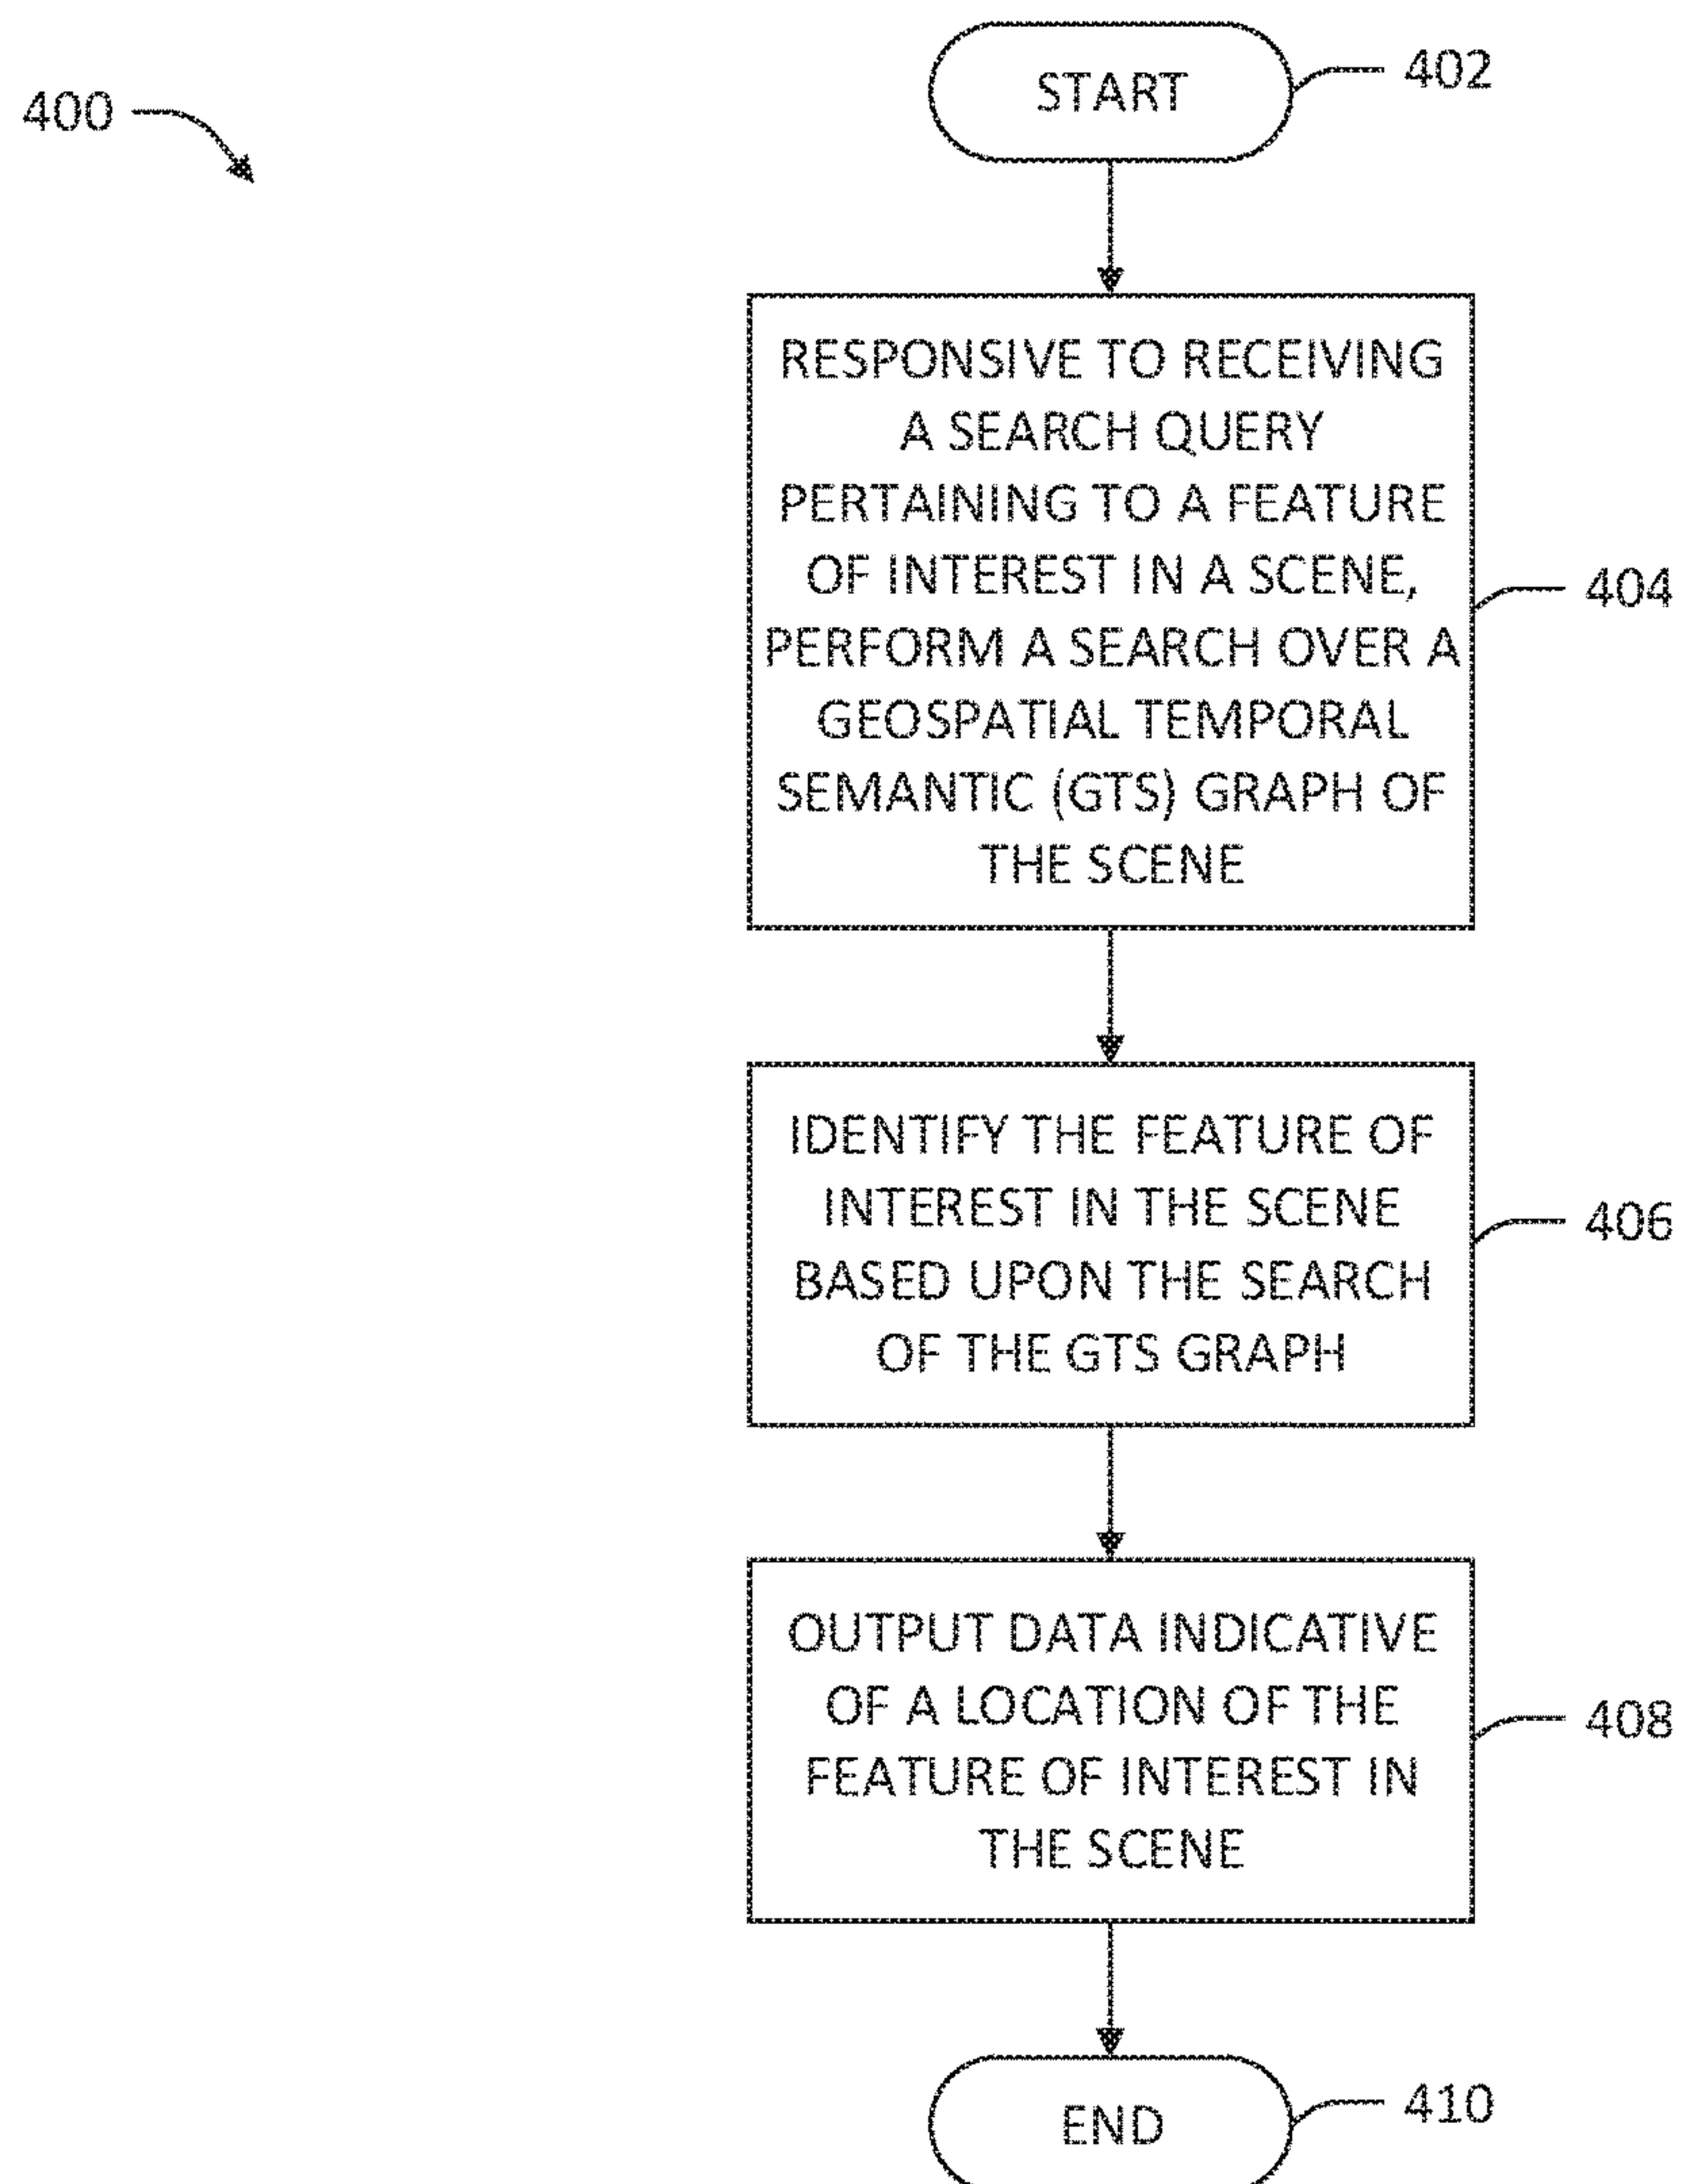 400
START
402
RESPONSIVE TO RECEIVING
A SEARCH QUERY
PERTAINING TO A FEATURE
OF INTEREST IN A SCENE,
PERFORM A SEARCH OVER A
GEOSPATIAL TEMPORAL
SEMANTIC (GTS) GRAPH OF
THE SCENE
404
IDENTIFY THE FEATURE OF
INTEREST IN THE SCENE
BASED UPON THE SEARCH
OF THE GTS GRAPH
406
OUTPUT DATA INDICATIVE
OF A LOCATION OF THE
FEATURE OF INTEREST IN
THE SCENE
408
END
410